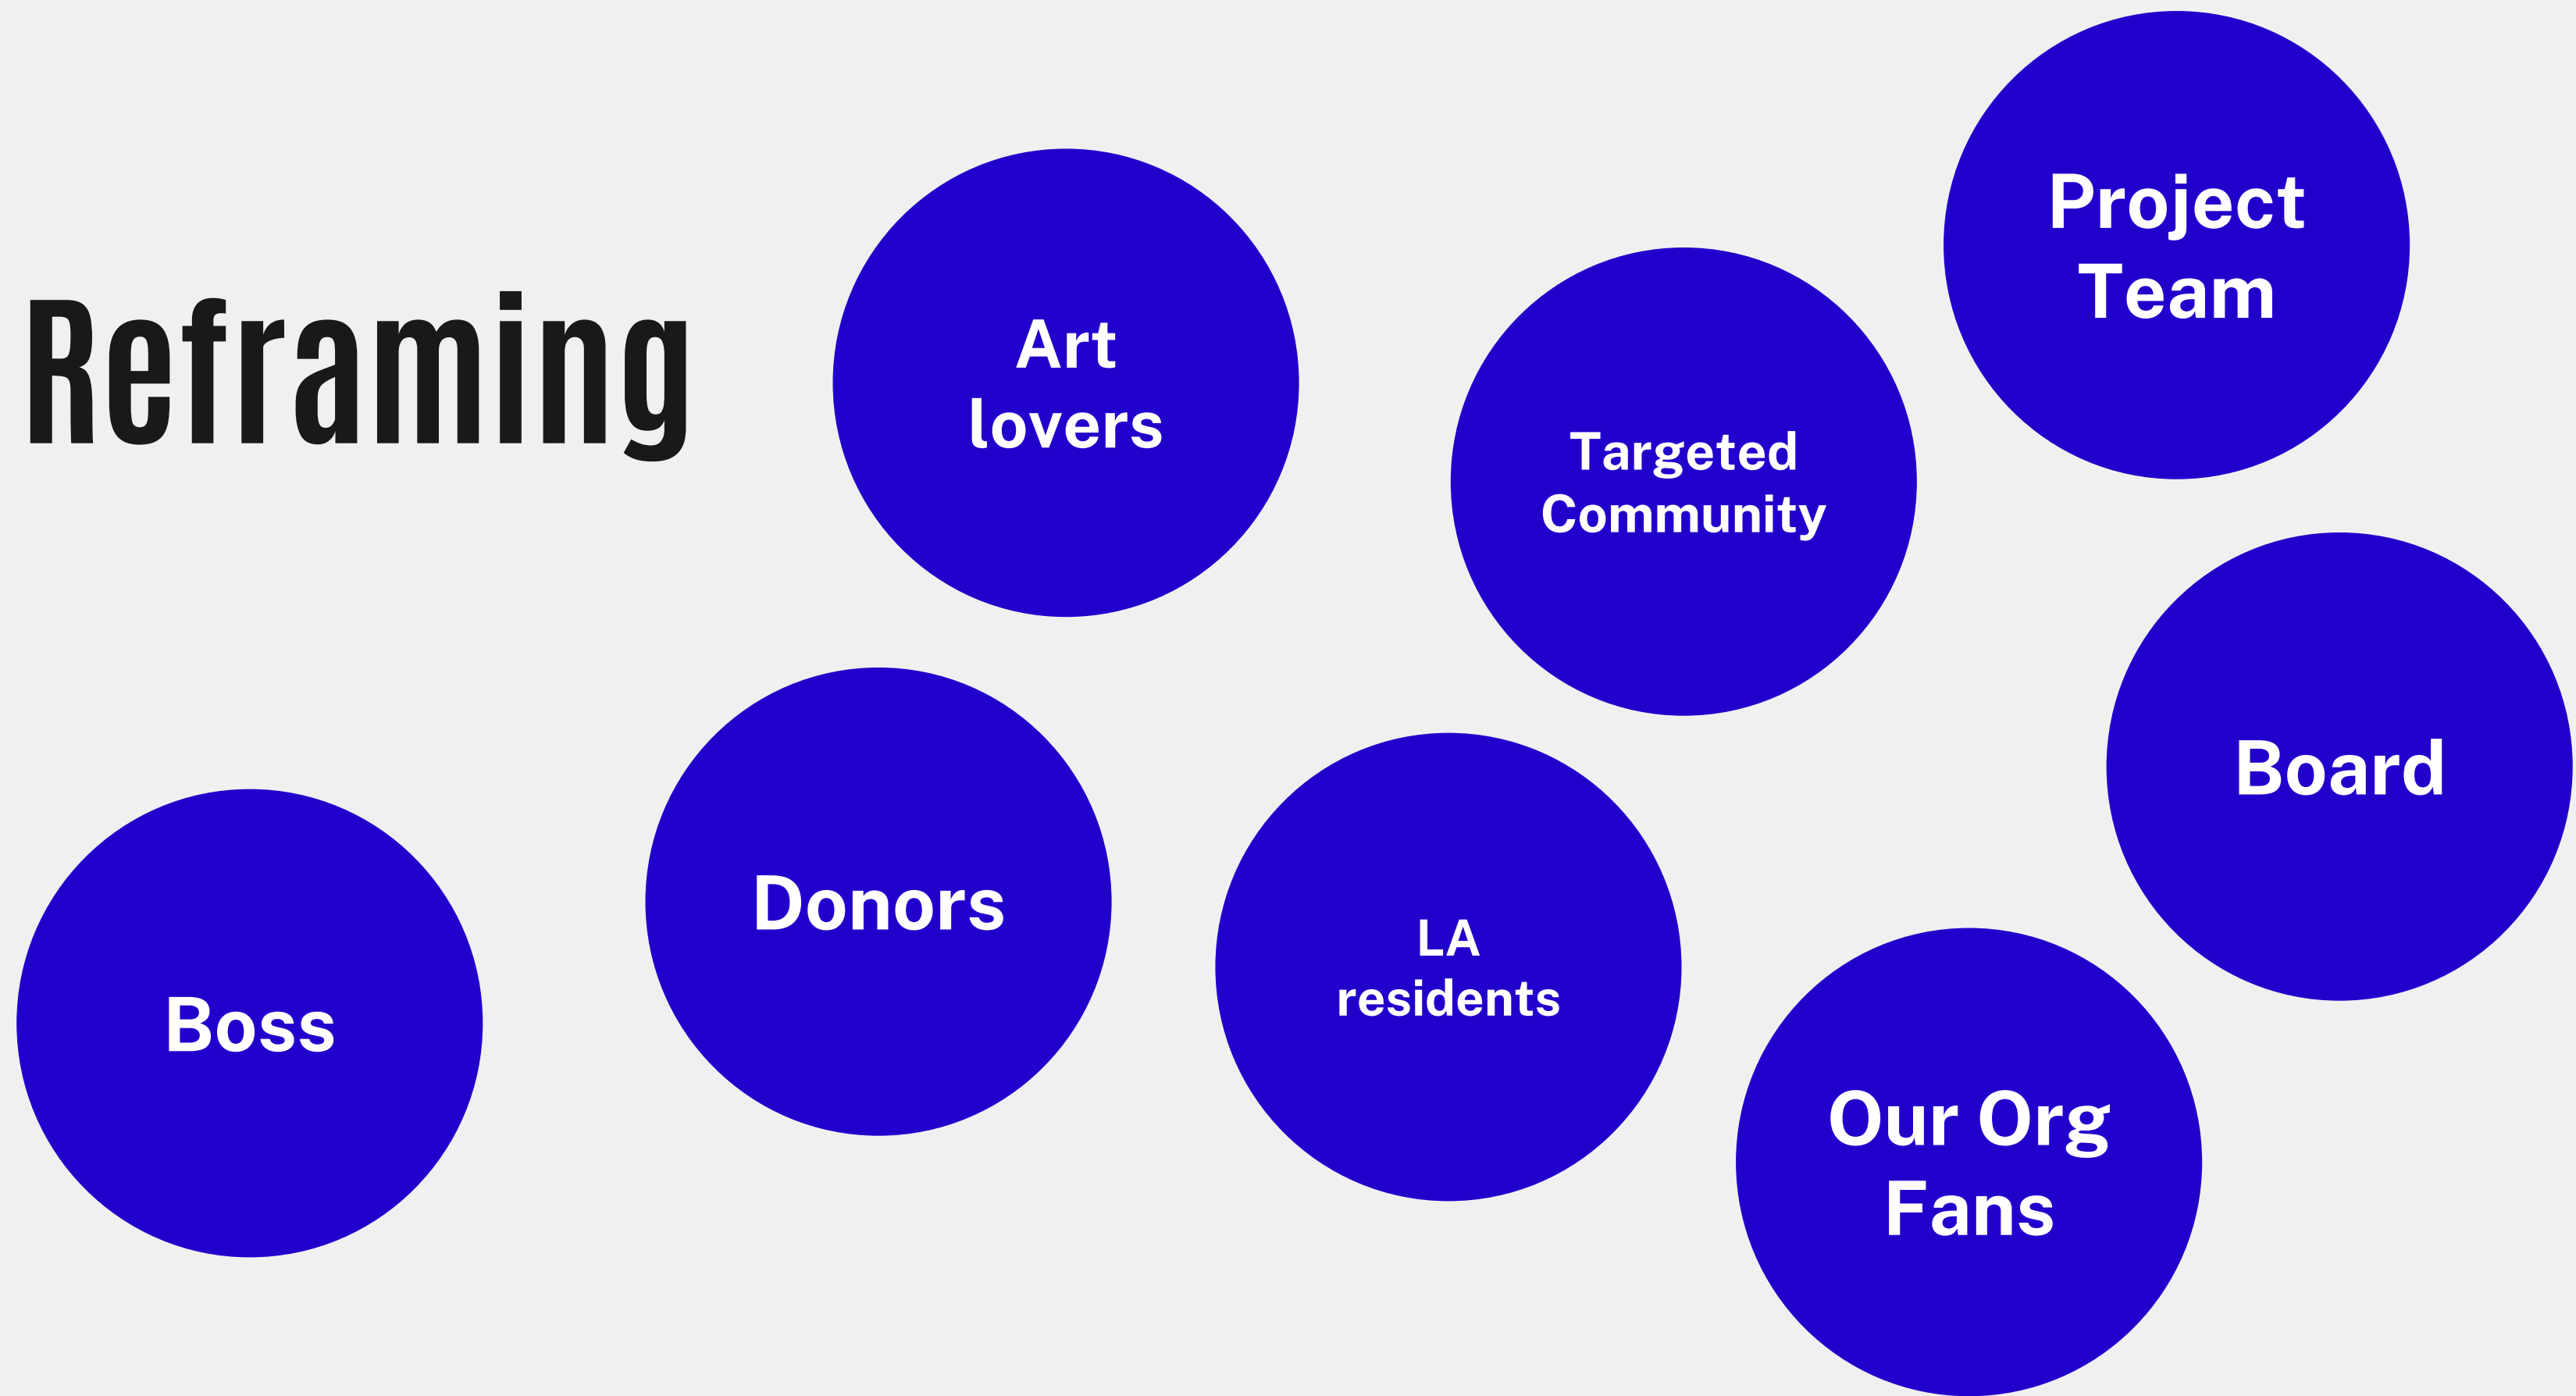 Reframing
Art
lovers
Targeted
Community
Project
Team
Boss
Donors
LA
residents
Our Org
Fans
Board